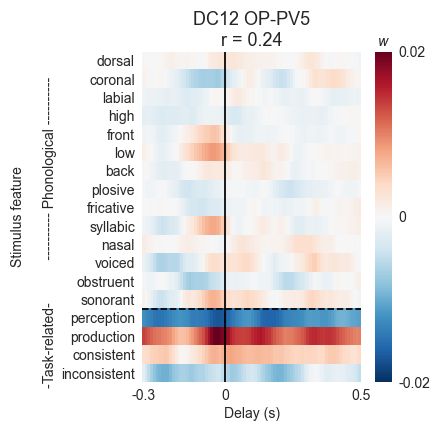 DC12 OP-PV5
r = 0.24
w
dorsal
coronal
labial
high
front
low
back
plosive
fricative
syllabic
nasal
voiced
obstruent
sonorant
perception
production
consistent
inconsistent
Stimulus feature
-Task-related- ----------- Phonological -----------
0.02
0
-0.02
-0.3 0 0.5
Delay (s)